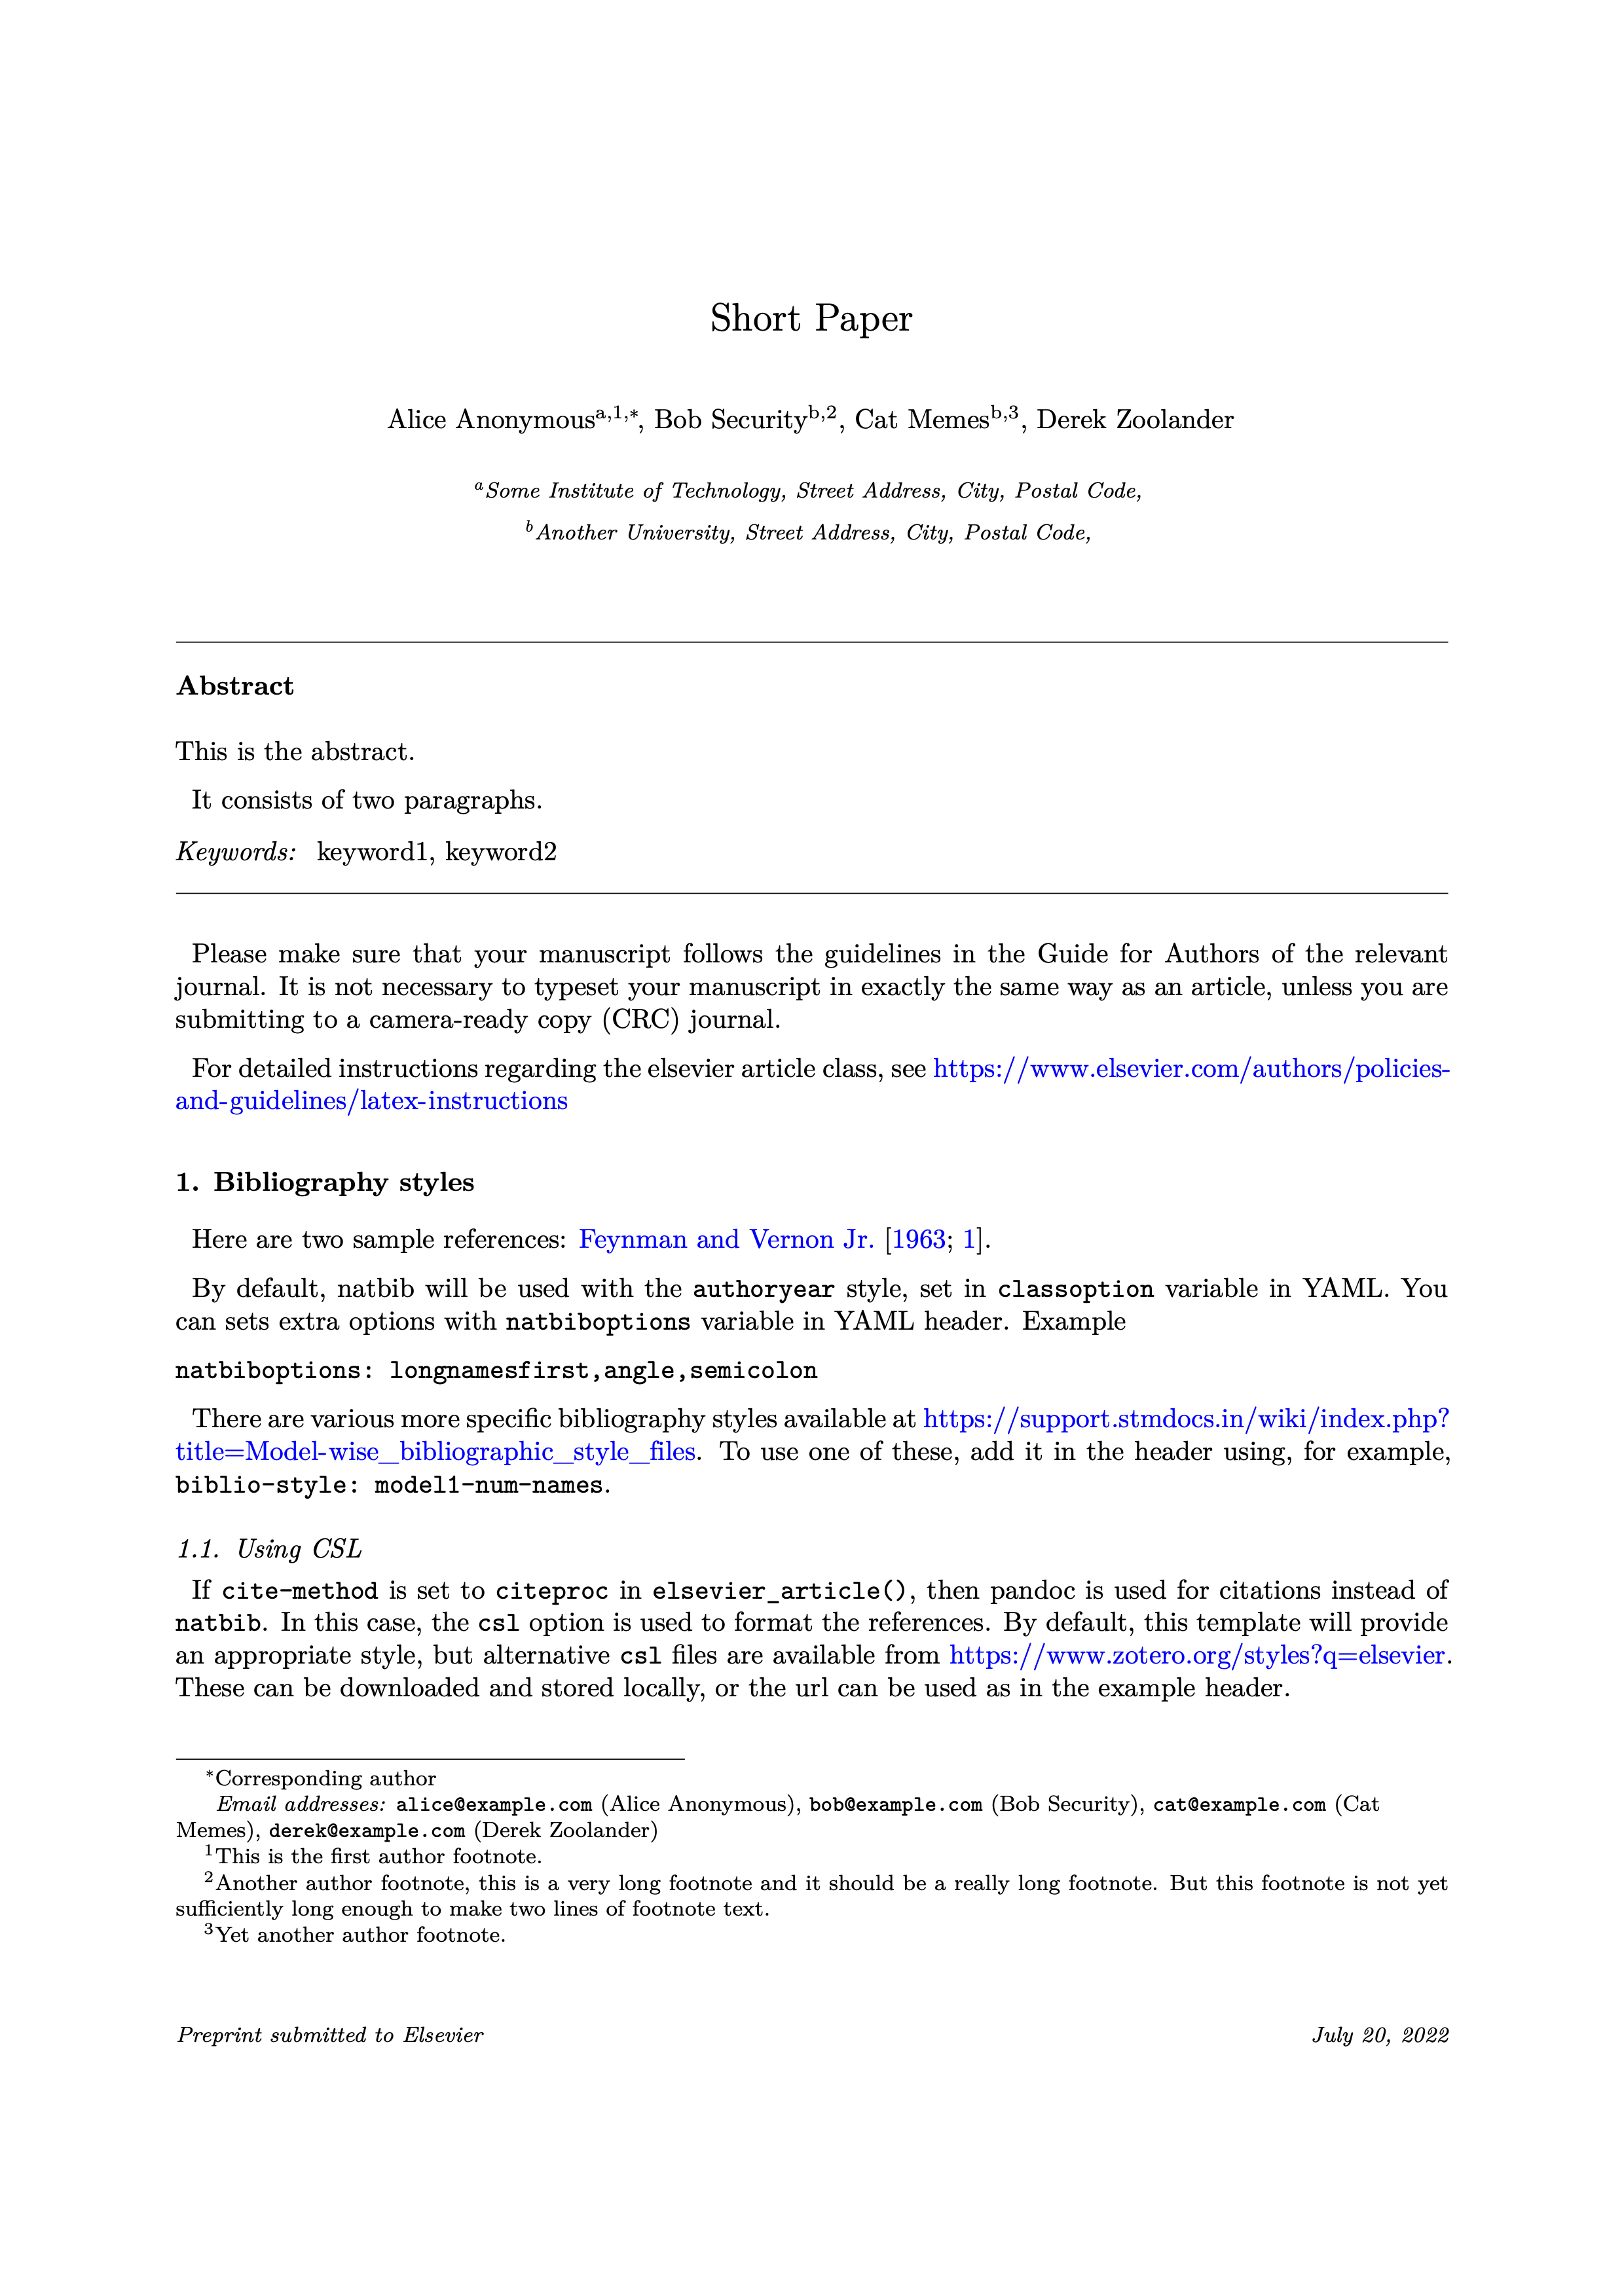 Short Paper
Alice Anonymousa,1,∗, Bob Securityb,2, Cat Memesb,3, Derek Zoolander
aSome Institute of Technology, Street Address, City, Postal Code,
bAnother University, Street Address, City, Postal Code,
Abstract
This is the abstract.
It consists of two paragraphs.
Keywords: keyword1, keyword2
Please make sure that your manuscript follows the guidelines in the Guide for Authors of the relevant
journal. It is not necessary to typeset your manuscript in exactly the same way as an article, unless you are
submitting to a camera-ready copy (CRC) journal.
For detailed instructions regarding the elsevier article class, see https://www.elsevier.com/authors/policies-
and-guidelines/latex-instructions
1. Bibliography styles
Here are two sample references: Feynman and Vernon Jr. [1963; 1].
By default, natbib will be used with the authoryear style, set in classoption variable in YAML. You
can sets extra options with natbiboptions variable in YAML header. Example
natbiboptions: longnamesfirst,angle,semicolon
There are various more specific bibliography styles available at https://support.stmdocs.in/wiki/index.php?
title=Model-wise_bibliographic_style_files. To use one of these, add it in the header using, for example,
biblio-style: model1-num-names.
1.1. Using CSL
If cite-method is set to citeproc in elsevier_article(), then pandoc is used for citations instead of
natbib. In this case, the csl option is used to format the references. By default, this template will provide
an appropriate style, but alternative csl files are available from https://www.zotero.org/styles?q=elsevier.
These can be downloaded and stored locally, or the url can be used as in the example header.
∗Corresponding author
Email addresses: alice@example.com (Alice Anonymous), bob@example.com (Bob Security), cat@example.com (Cat
Memes), derek@example.com (Derek Zoolander)
1This is the first author footnote.
2Another author footnote, this is a very long footnote and it should be a really long footnote. But this footnote is not yet
sufficiently long enough to make two lines of footnote text.
3Yet another author footnote.
Preprint submitted to Elsevier July 20, 2022